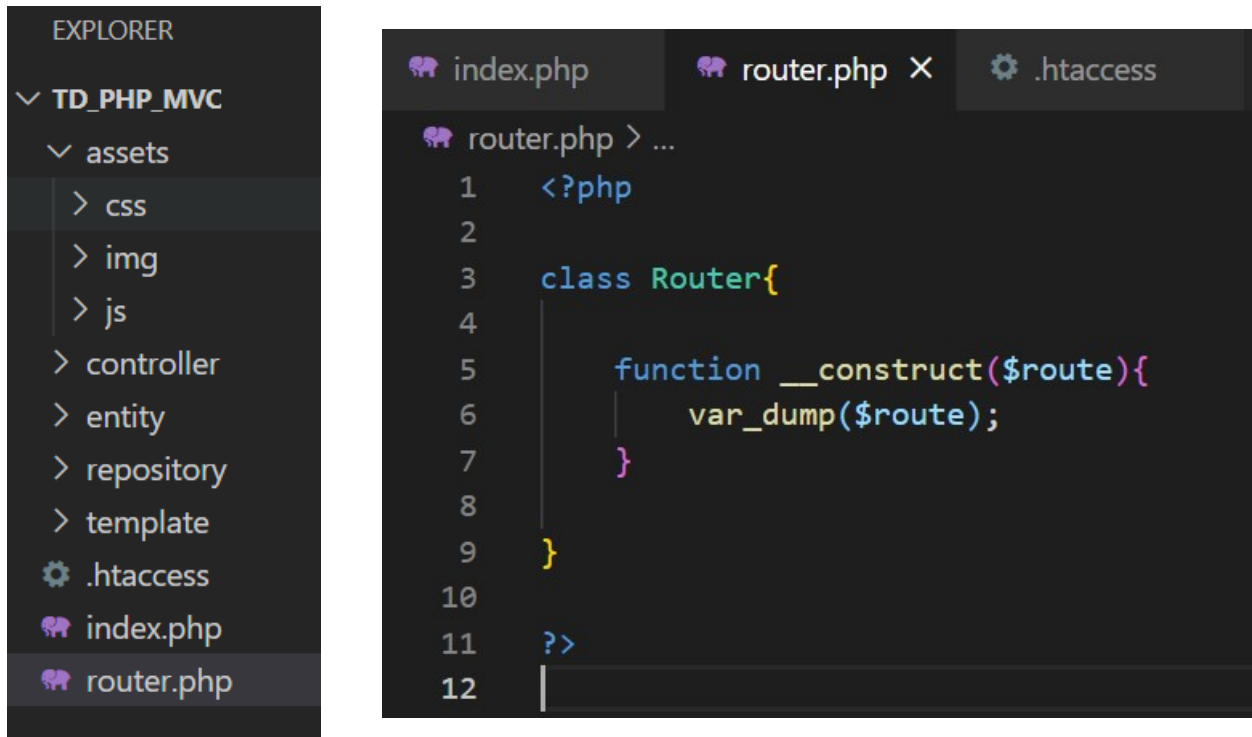 EXPLORER
TD_PHP_MVC
assets
css
img
js
controller
entity
repository
template
.htaccess
index.php
router.php
index.php router.php × .htaccess
router.php > ...
1 <?php
2
3 class Router{
4
5 function __construct($route){
6 var_dump($route);
7 }
8
9 }
10
11 ?>
12